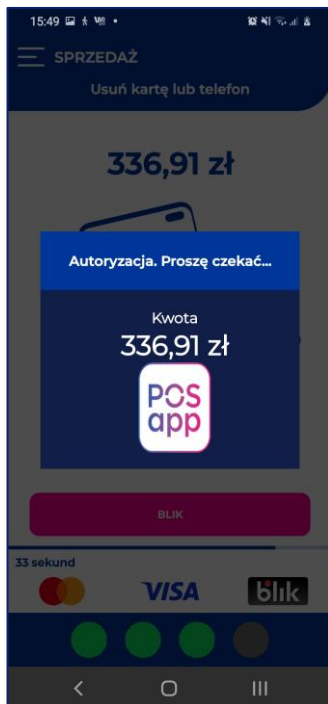 15:49
SPRZEDAŻ
Usuń kartę lub telefon
336,91 zł
Autoryzacja. Proszę czekać...
Kwota
336,91 zł
POS
app
BLIK
33 sekund
VISA
blik